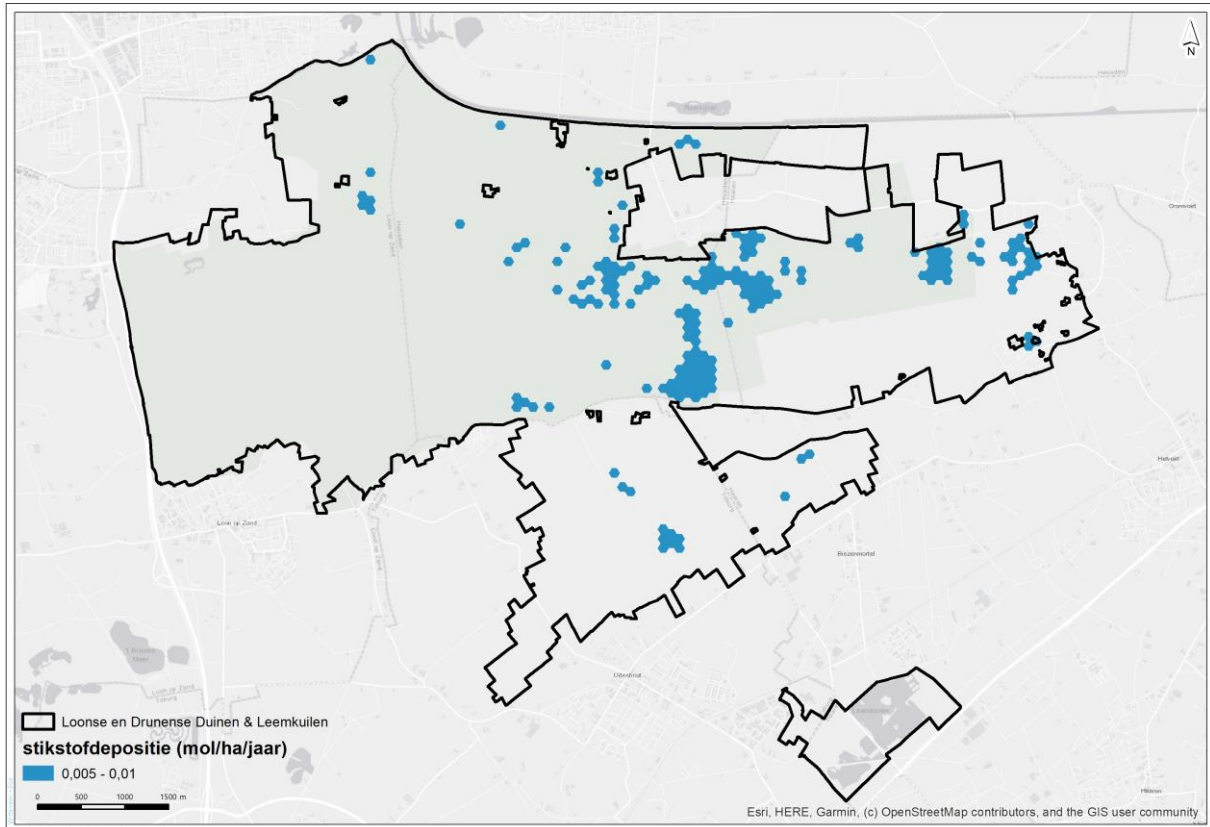 N
Loon op Zand
Udenhout
Biezenmortel
Helvoirt
Loonse en Drunense Duinen & Leemkuilen
stikstofdepositie (mol/ha/jaar)
0,005 - 0,01
0 500 1000 1500 m
Esri, HERE, Garmin, (c) OpenStreetMap contributors, and the GIS user community